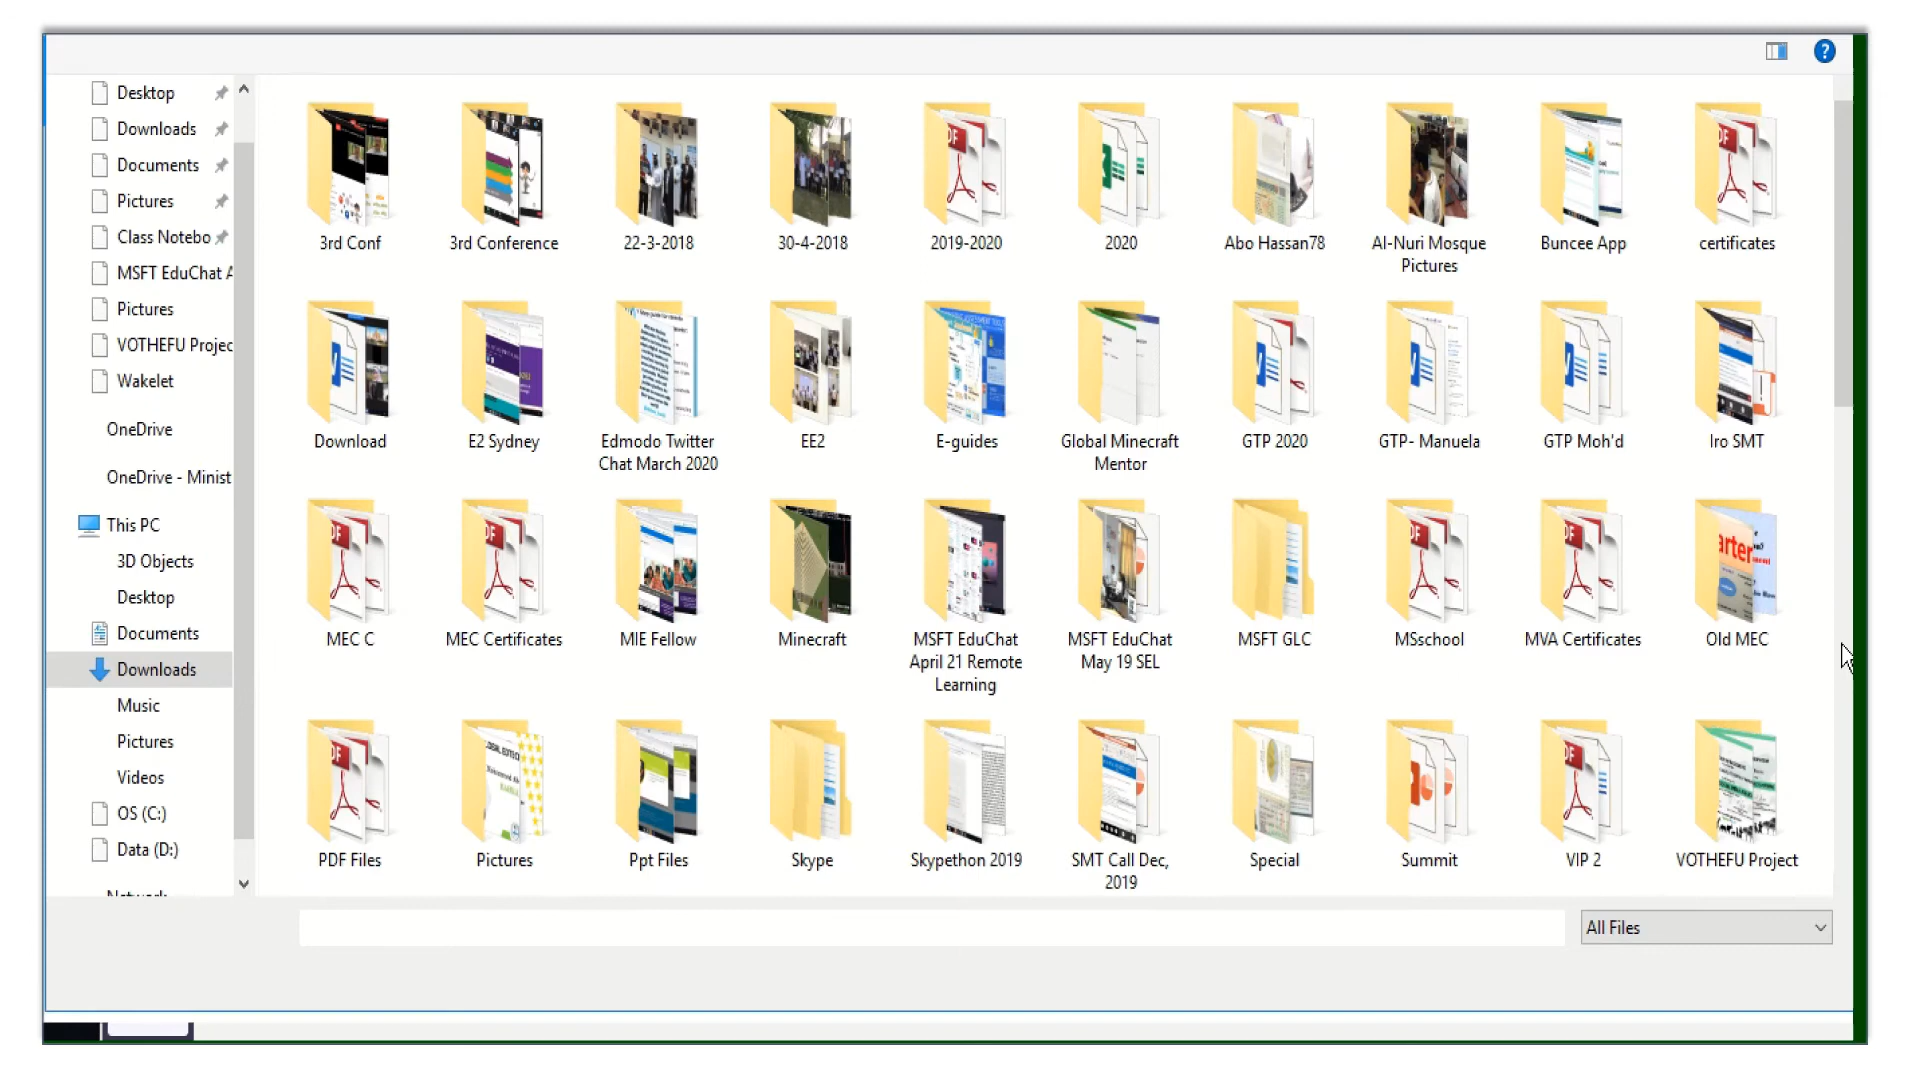 Desktop
Downloads
Documents
Pictures
Class Notebo
MSFT EduChat A
Pictures
VOTHEFU Projec
Wakelet
OneDrive
OneDrive - Minist
This PC
3D Objects
Desktop
Documents
Downloads
Music
Pictures
Videos
OS (C:)
Data (D:)
3rd Conf
3rd Conference
22-3-2018
30-4-2018
2019-2020
2020
Abo Hassan78
Al-Nuri Mosque
Pictures
Buncee App
certificates
Download
E2 Sydney
Edmodo Twitter
Chat March 2020
EE2
E-guides
Global Minecraft
Mentor
GTP 2020
GTP- Manuela
GTP Moh'd
Iro SMT
MEC C
MEC Certificates
MIE Fellow
Minecraft
MSFT EduChat
April 21 Remote
Learning
MSFT EduChat
May 19 SEL
MSFT GLC
MSschool
MVA Certificates
Old MEC
PDF Files
Pictures
Ppt Files
Skype
Skypethon 2019
SMT Call Dec,
2019
Special
Summit
VIP 2
VOTHEFU Project
All Files